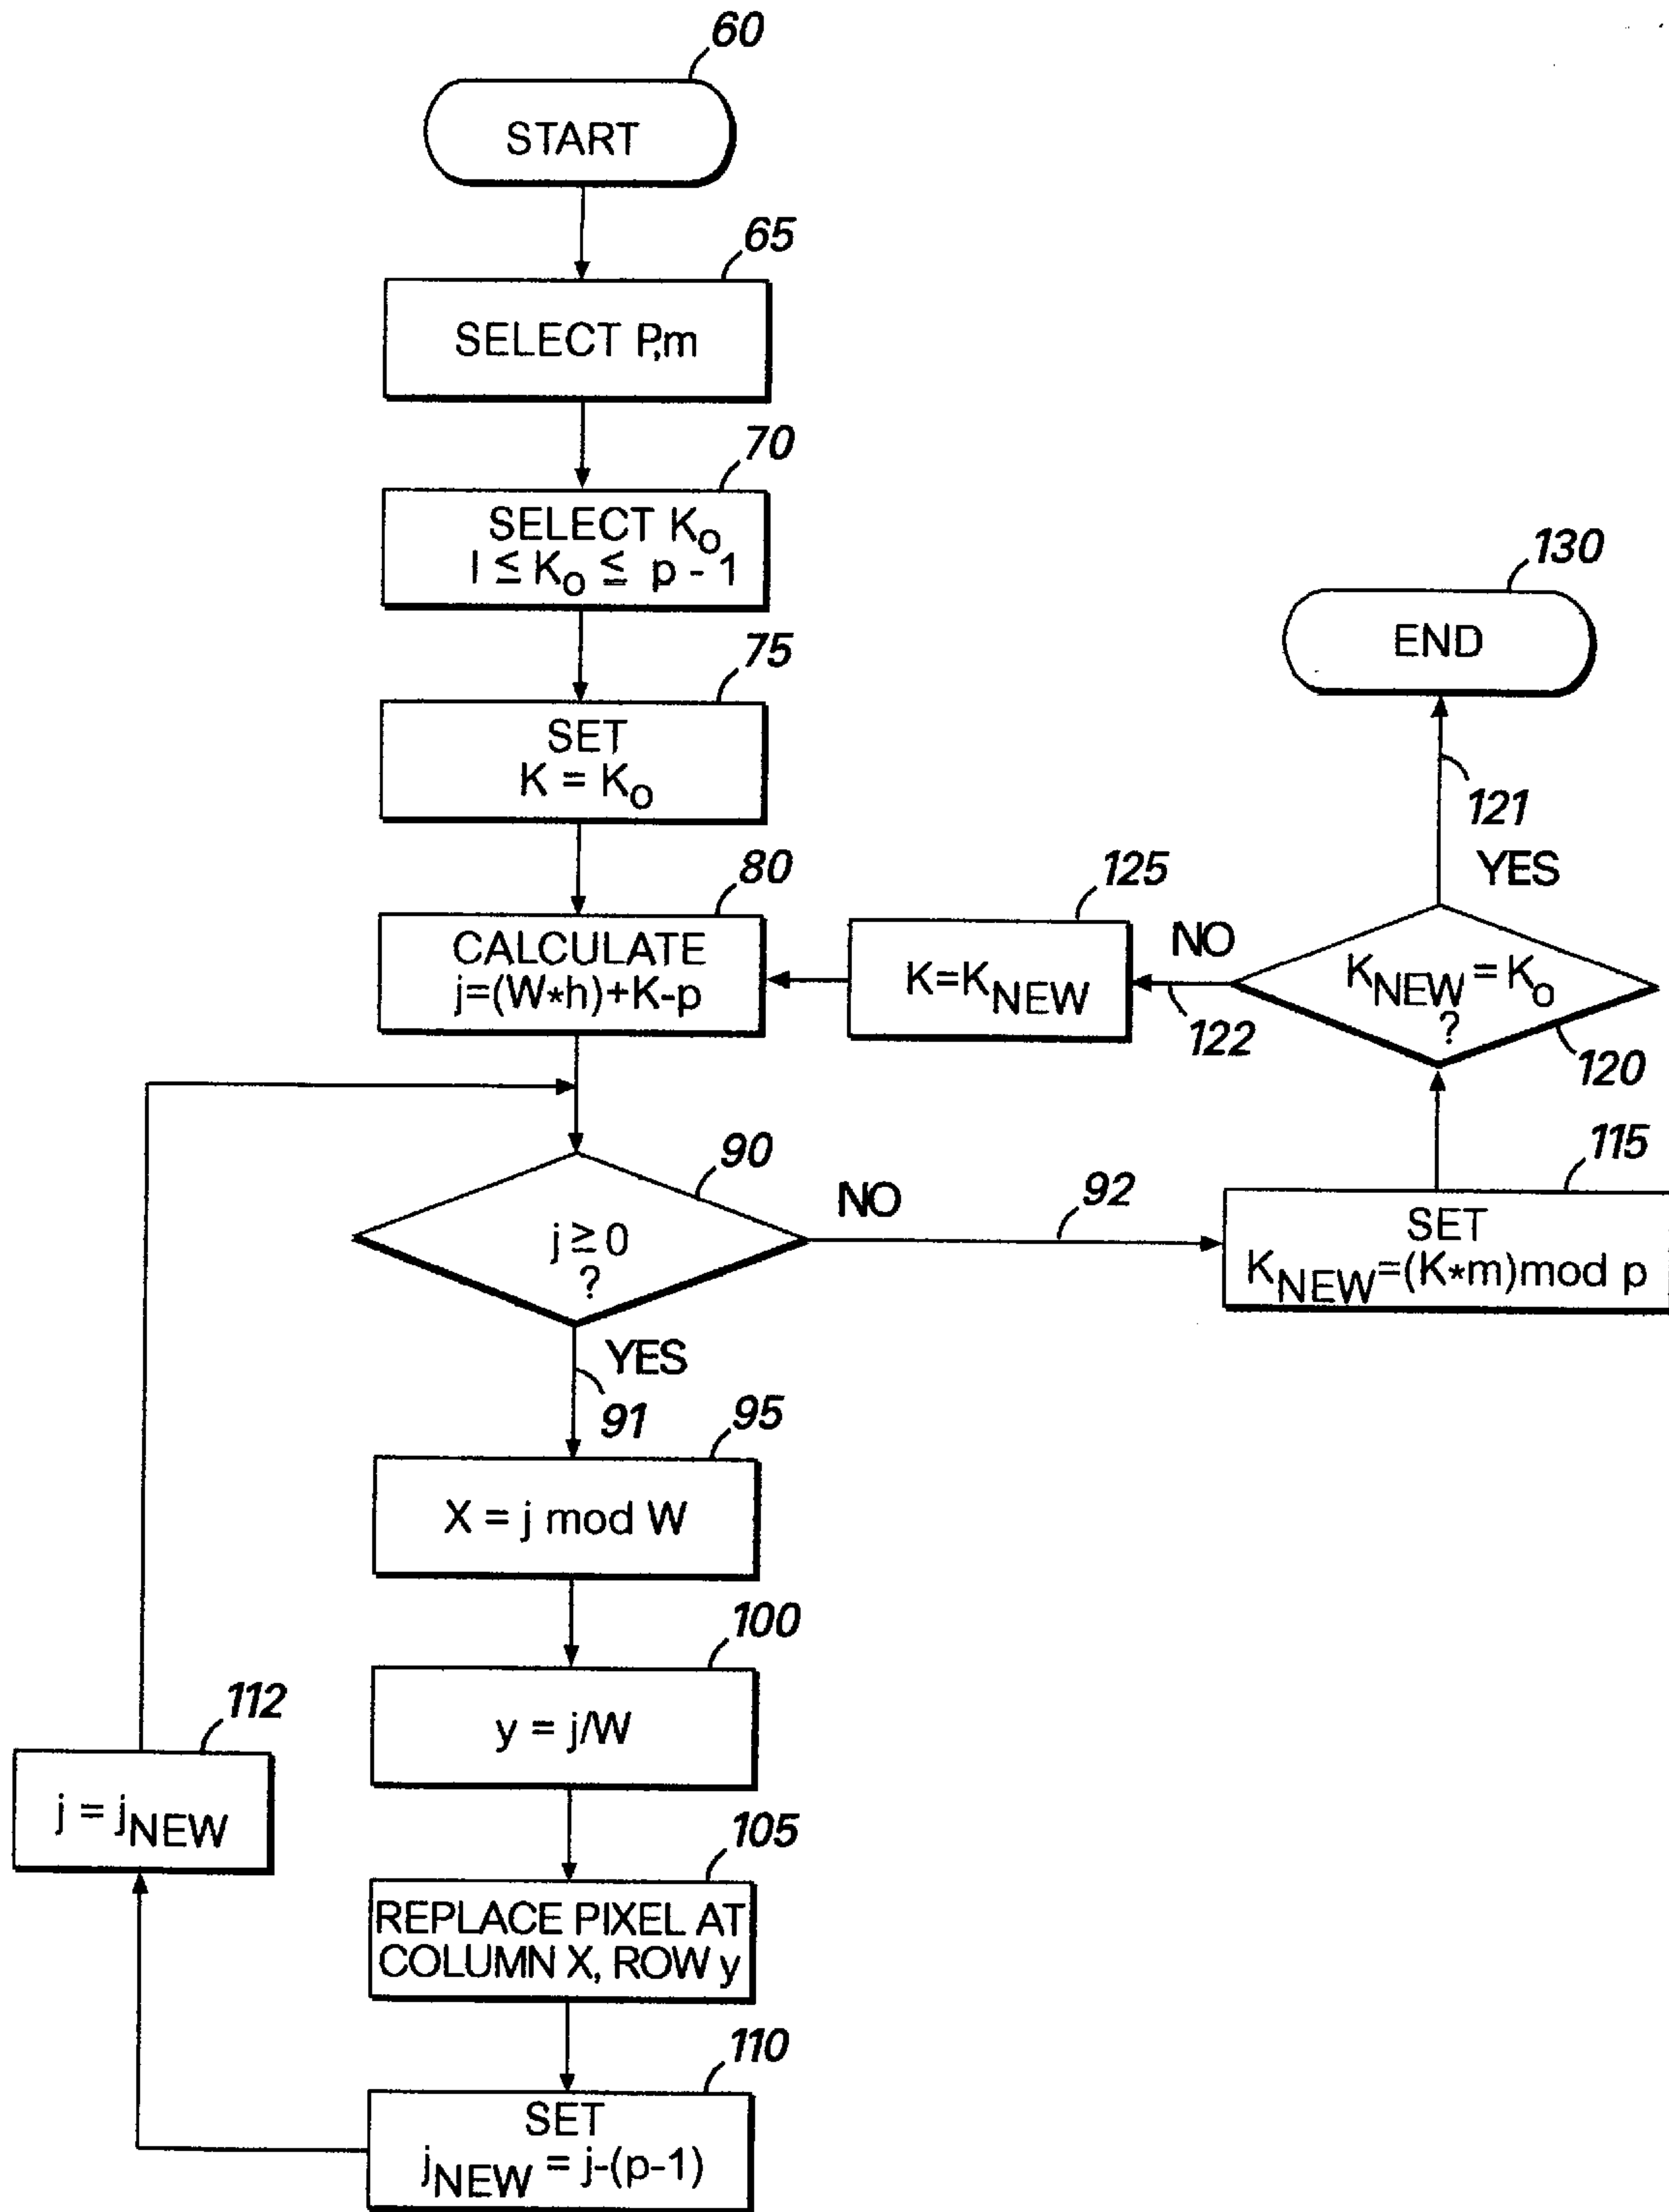 60
START
65
SELECT P,m
70
SELECT Ko
l ≤ Ko ≤ p - 1
75
SET
K = Ko
80
CALCULATE
j=(W*h)+K-p
90
j ≥ 0
?
NO
92
YES
91
95
X = j mod W
100
y = j/W
105
REPLACE PIXEL AT
COLUMN X, ROW y
110
SET
jNEW = j-(p-1)
112
j = jNEW
115
SET
KNEW=(K*m)mod p
120
KNEW = Ko
?
NO
122
125
K=KNEW
YES
121
130
END